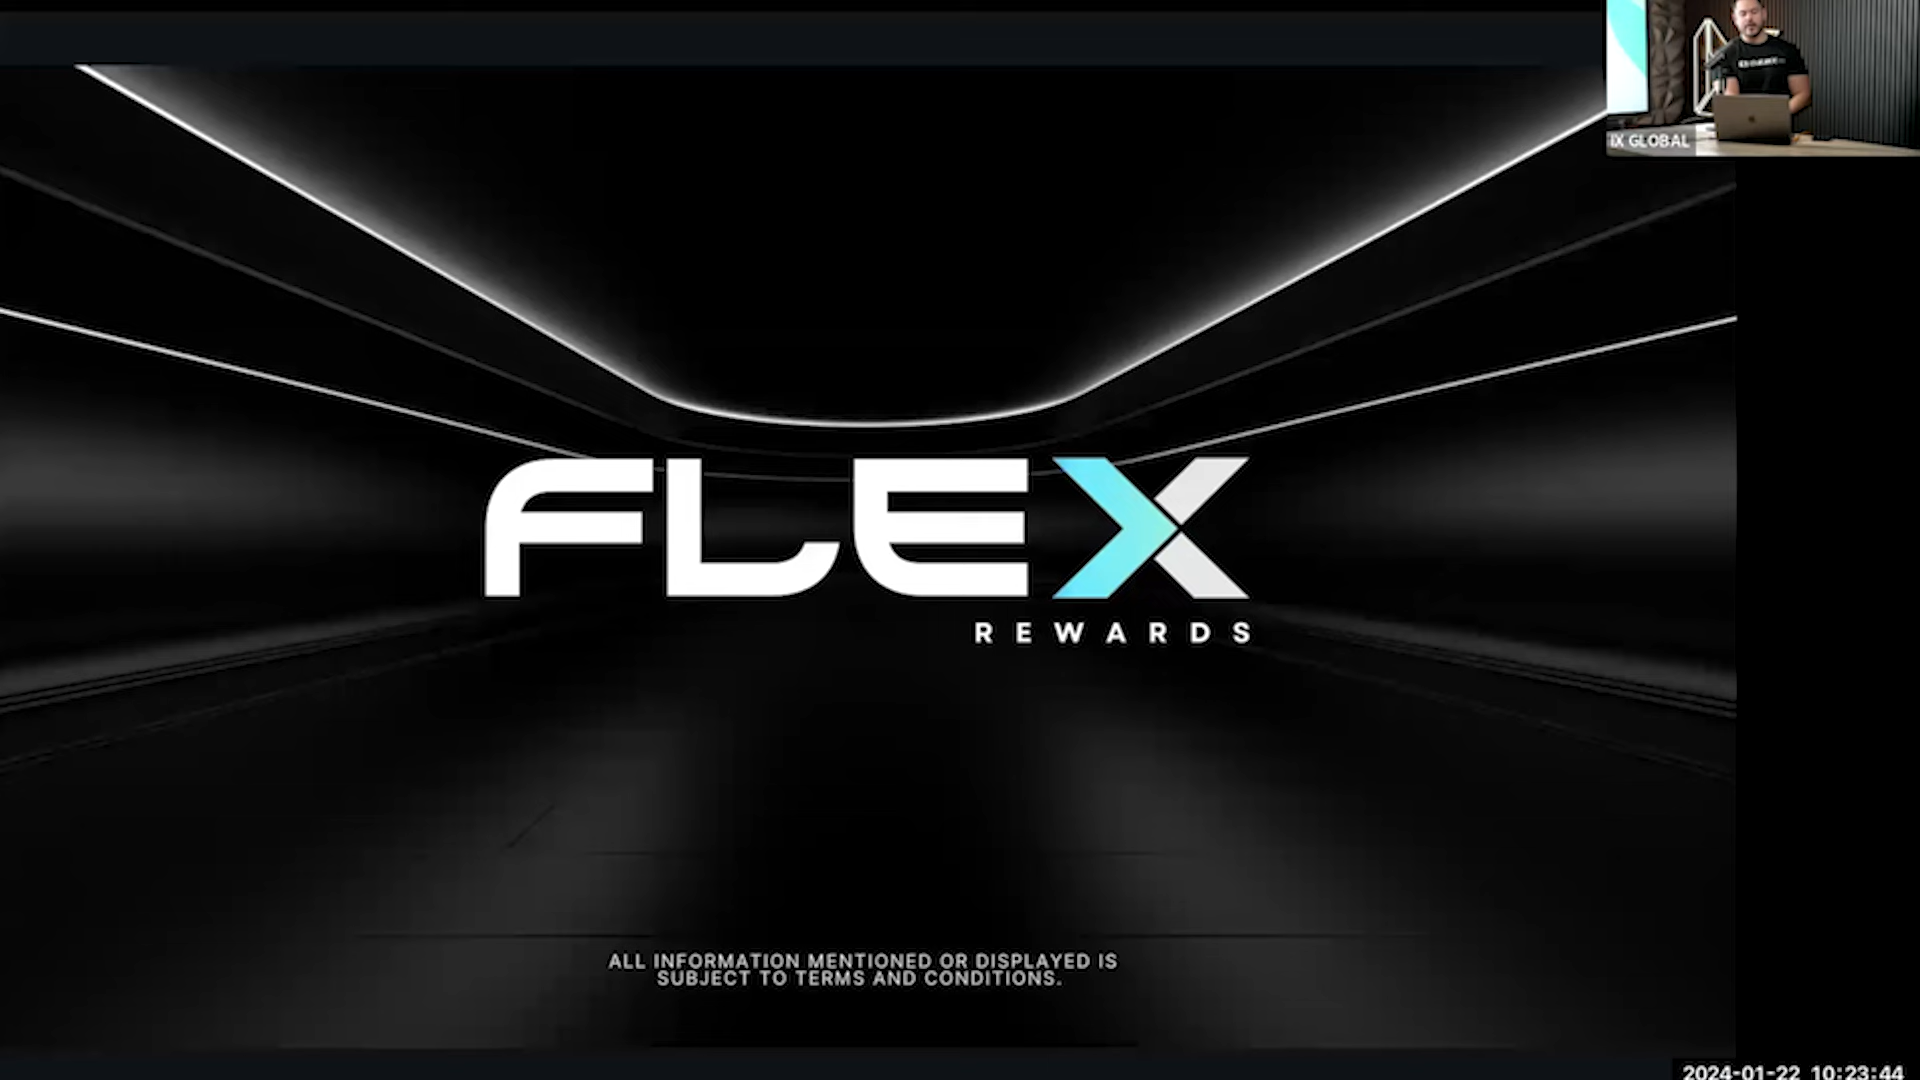 IX GLOBAL
FLEX
REWARDS
ALL INFORMATION MENTIONED OR DISPLAYED IS
SUBJECT TO TERMS AND CONDITIONS.
2024-01-22 10:23:44